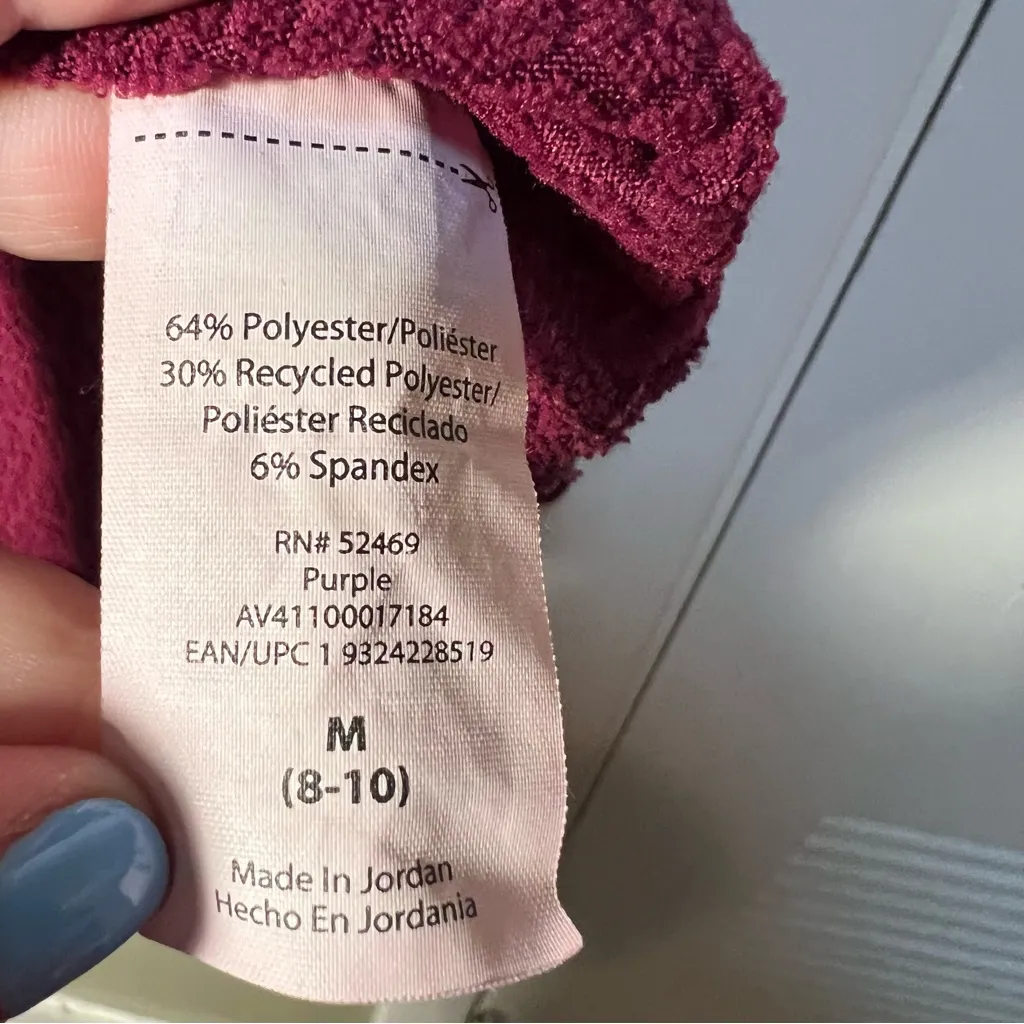 64% Polyester/Poliéster
30% Recycled Polyester/
Poliéster Reciclado
6% Spandex
RN# 52469
Purple
AV41100017184
EAN/UPC 1 9324228519
M
(8-10)
Made In Jordan
Hecho En Jordania